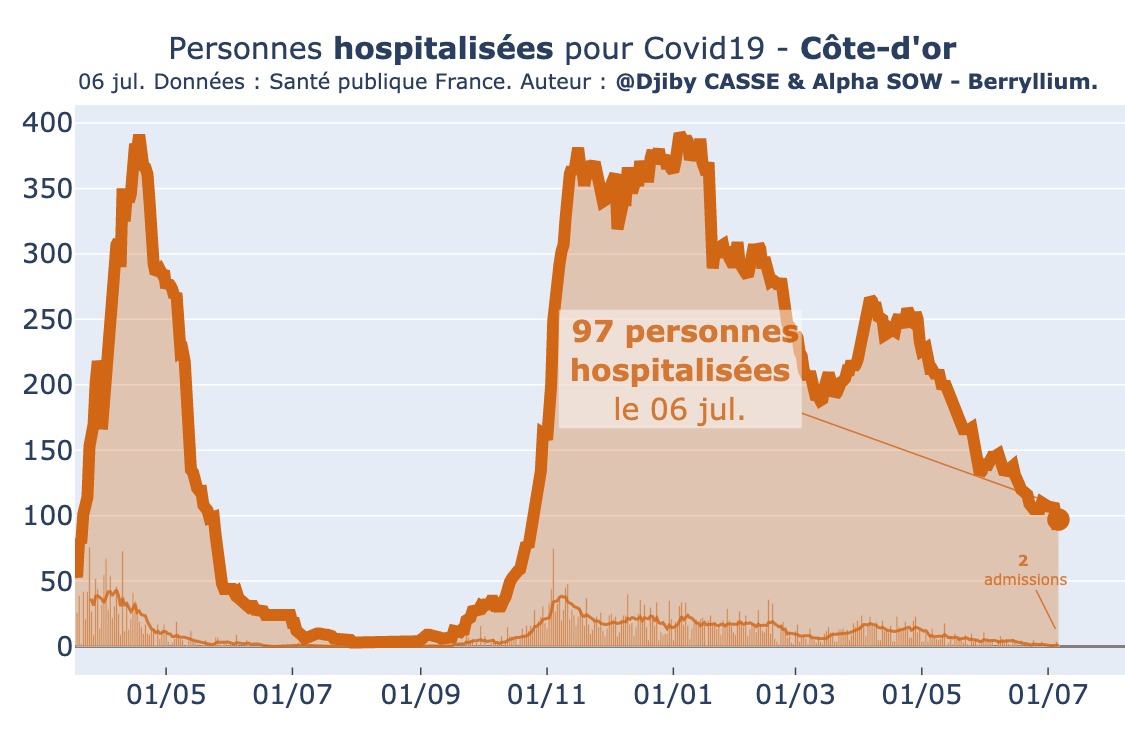 Personnes hospitalisées pour Covid19 - Côte-d'or
06 jul. Données : Santé publique France. Auteur : @Djiby CASSE & Alpha SOW - Berryllium.
400
350
300
250
97 personnes
hospitalisées
le 06 jul.
200
150
100
2
admissions
50
0
01/05 01/07 01/09 01/11 01/01 01/03 01/05 01/07